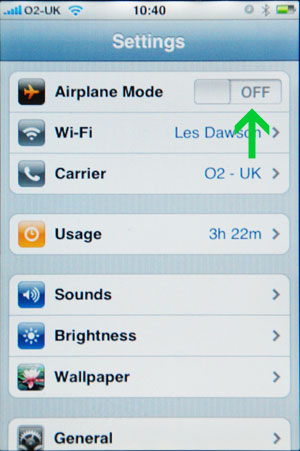 O2-UK 10:40
Settings
Airplane Mode OFF
Wi-Fi Les Dawson
Carrier O2 - UK
Usage 3h 22m
Sounds
Brightness
Wallpaper
General